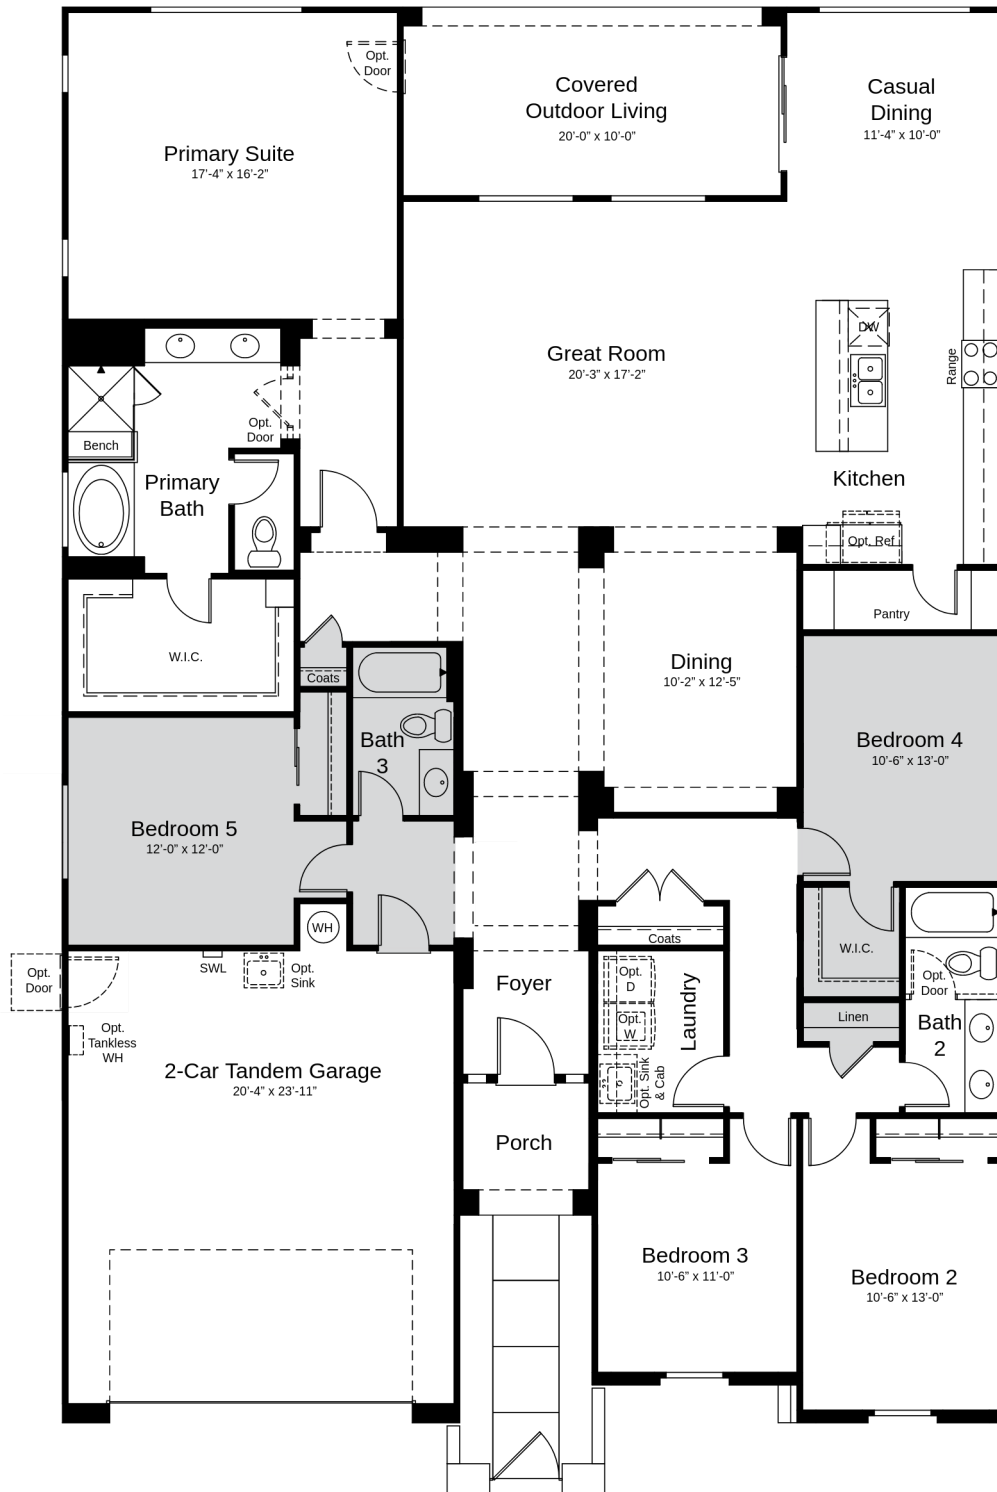 Opt.
Door
Covered
Outdoor Living
20'-0" x 10'-0"
Casual
Dining
11'-4" x 10'-0"
Primary Suite
17'-4" x 16'-2"
Great Room
20'-3" x 17'-2"
DW
Range
Opt.
Door
Bench
Primary
Bath
Kitchen
Opt. Ref
Pantry
W.I.C.
Coats
Dining
10'-2" x 12'-5"
Bath
3
Bedroom 4
10'-6" x 13'-0"
Bedroom 5
12'-0" x 12'-0"
WH
Coats
W.I.C.
SWL
Opt.
Sink
Opt.
Door
Foyer
Opt.
D
Opt.
W
Laundry
Opt. Sink
& Cab
Opt.
Door
Linen
Bath
2
Opt.
Tankless
WH
2-Car Tandem Garage
20'-4" x 23'-11"
Porch
Bedroom 3
10'-6" x 11'-0"
Bedroom 2
10'-6" x 13'-0"